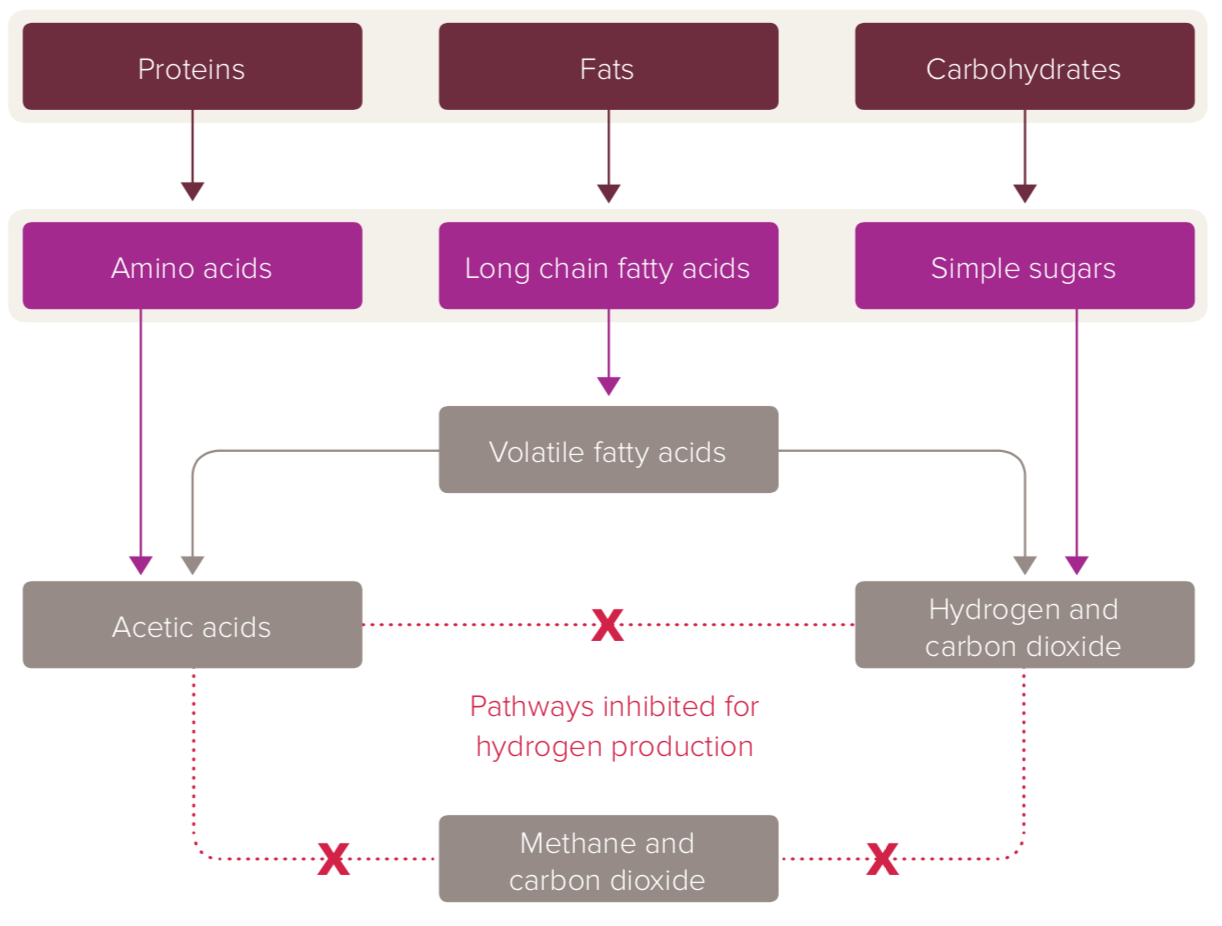 Proteins
Fats
Carbohydrates
Amino acids
Long chain fatty acids
Simple sugars
Volatile fatty acids
Acetic acids
X
Hydrogen and
carbon dioxide
Pathways inhibited for
hydrogen production
X
Methane and
carbon dioxide
X